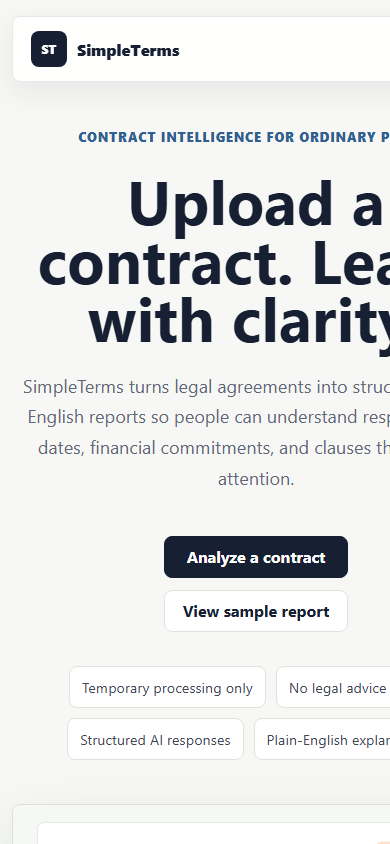 ST SimpleTerms
CONTRACT INTELLIGENCE FOR ORDINARY P
Upload a
contract. Lea
with clarity
SimpleTerms turns legal agreements into struc
English reports so people can understand resp
dates, financial commitments, and clauses th
attention.
Analyze a contract
View sample report
Temporary processing only No legal advice
Structured AI responses Plain-English explan